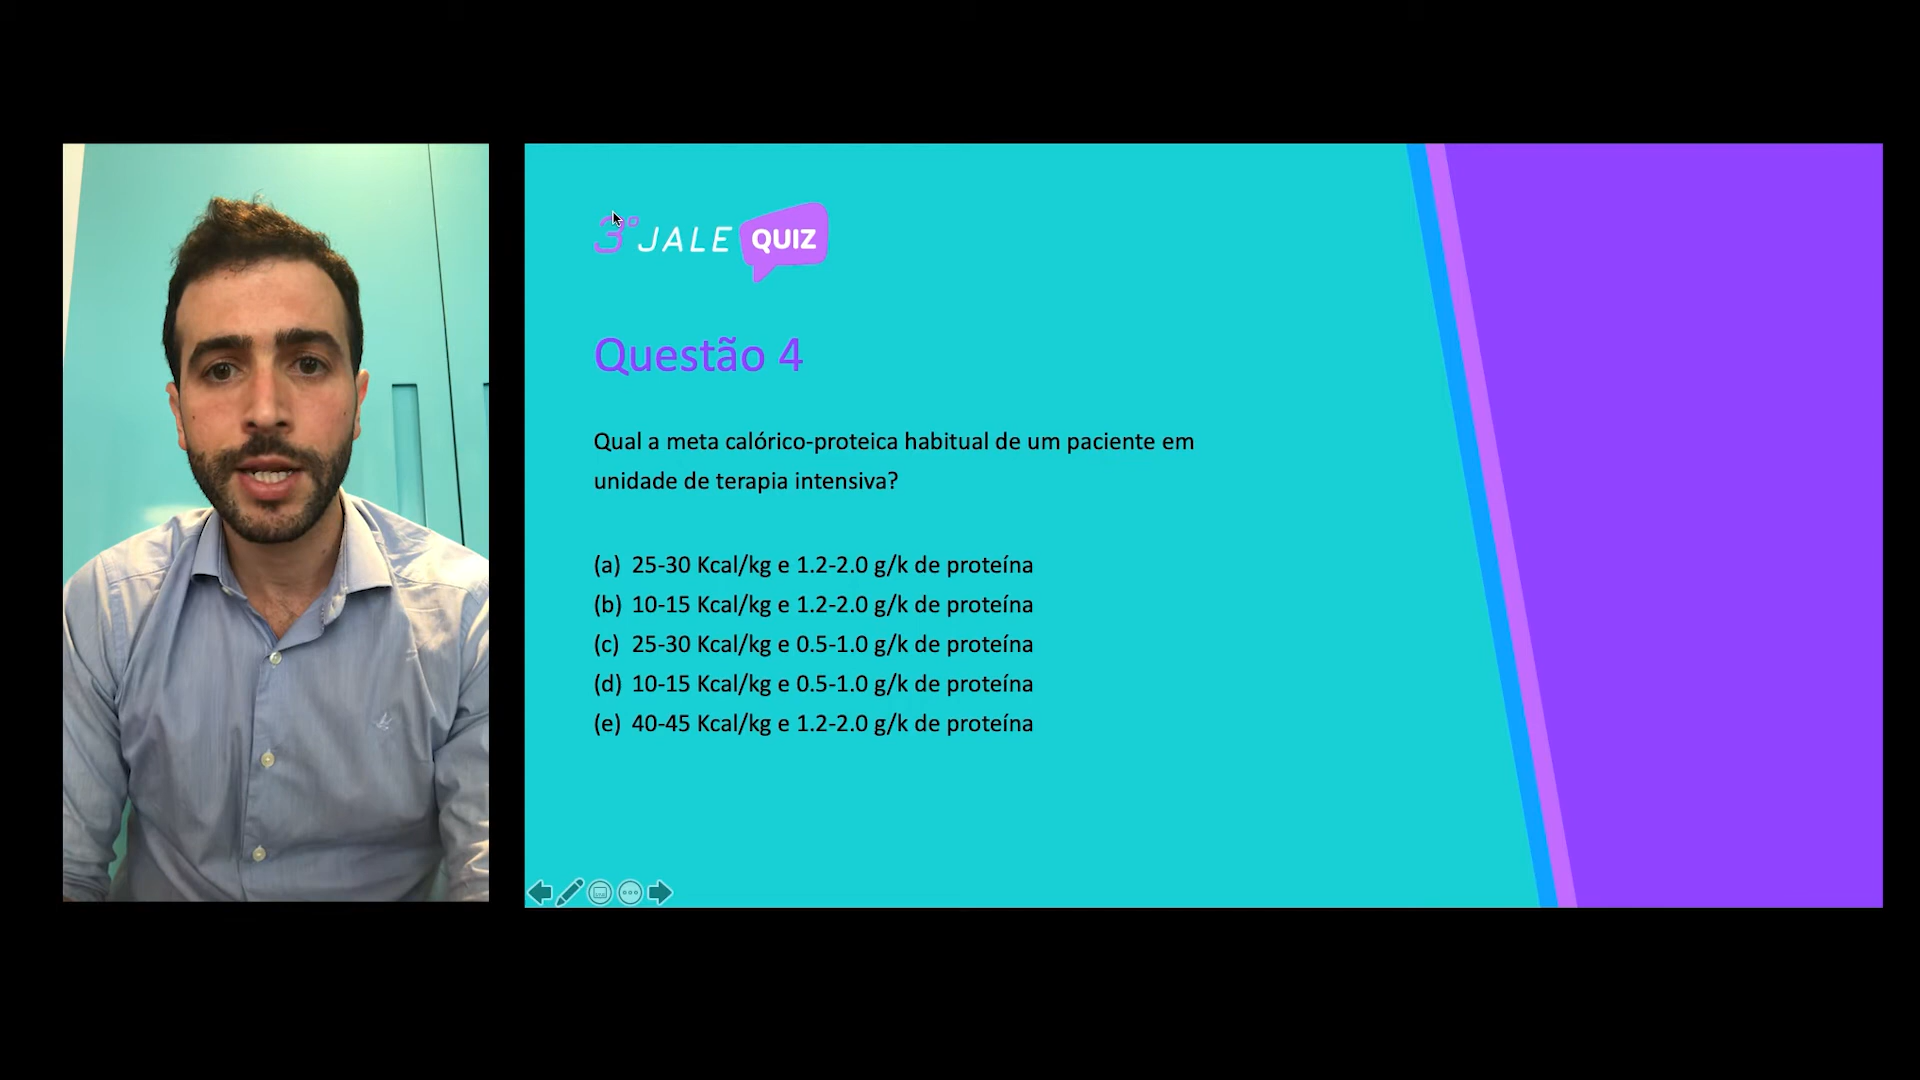 3º JALE QUIZ
Questão 4
Qual a meta calórico-proteica habitual de um paciente em
unidade de terapia intensiva?
(a) 25-30 Kcal/kg e 1.2-2.0 g/k de proteína
(b) 10-15 Kcal/kg e 1.2-2.0 g/k de proteína
(c) 25-30 Kcal/kg e 0.5-1.0 g/k de proteína
(d) 10-15 Kcal/kg e 0.5-1.0 g/k de proteína
(e) 40-45 Kcal/kg e 1.2-2.0 g/k de proteína